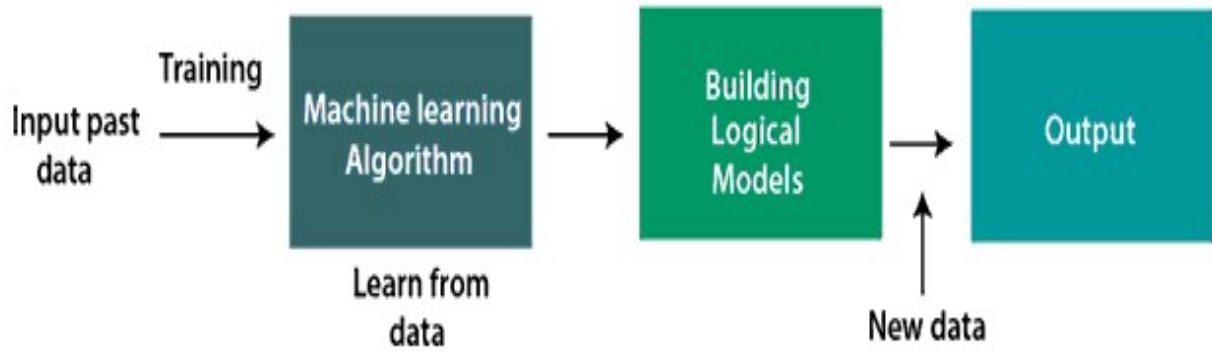 Input past
data
Training
Machine learning
Algorithm
Learn from
data
Building
Logical
Models
New data
Output